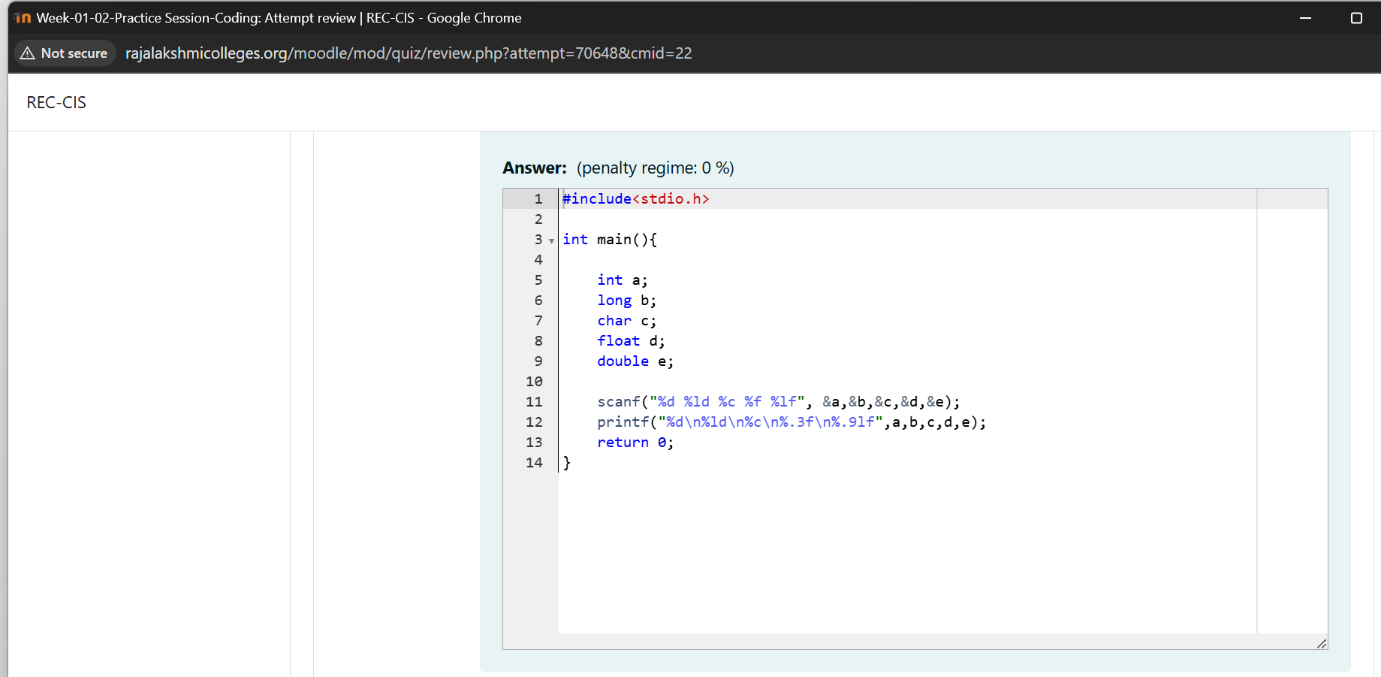 Week-01-02-Practice Session-Coding: Attempt review | REC-CIS - Google Chrome
Not secure rajalakshmicolleges.org/moodle/mod/quiz/review.php?attempt=70648&cmid=22
REC-CIS
Answer: (penalty regime: 0 %)
1 #include<stdio.h>
2
3 int main(){
4
5 int a;
6 long b;
7 char c;
8 float d;
9 double e;
10
11 scanf("%d %ld %c %f %lf", &a,&b,&c,&d,&e);
12 printf("%d\n%ld\n%c\n%.3f\n%.9lf",a,b,c,d,e);
13 return 0;
14 }